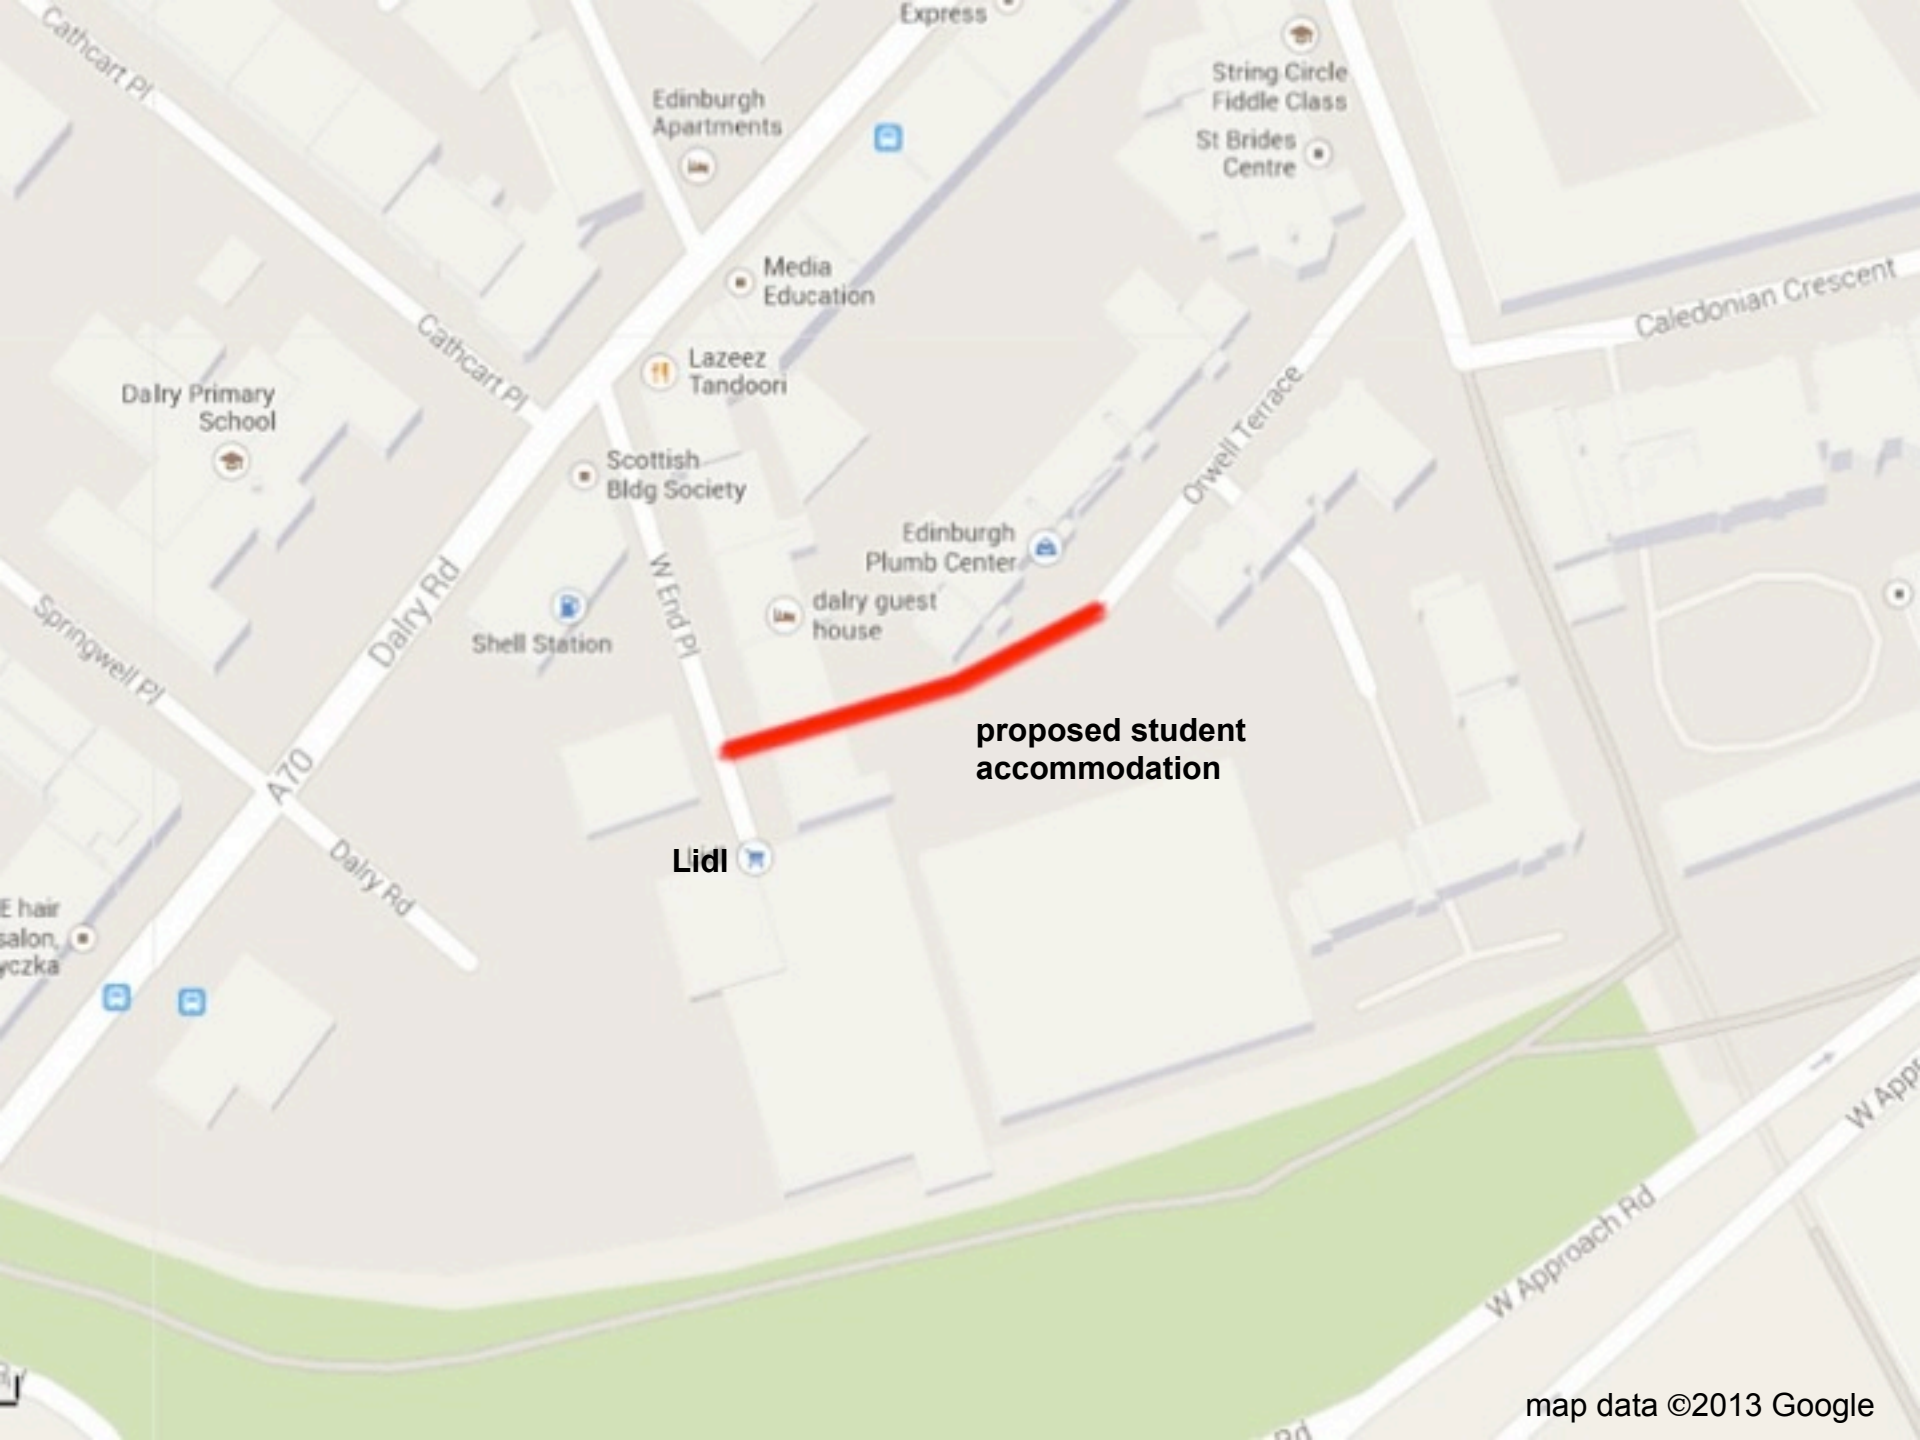 Cathcart Pl
Express
Edinburgh
Apartments
String Circle
Fiddle Class
St Brides
Centre
Media
Education
Caledonian Crescent
Cathcart Pl
Lazeez
Tandoori
Dalry Primary
School
Orwell Terrace
Scottish
Bldg Society
Edinburgh
Plumb Center
W End Pl
Dalry Rd
dalry guest
house
Springwell Pl
Shell Station
proposed student
accommodation
A70
Lidl
Dalry Rd
E hair
salon,
yczka
W Appr
W Approach Rd
map data ©2013 Google
Rd